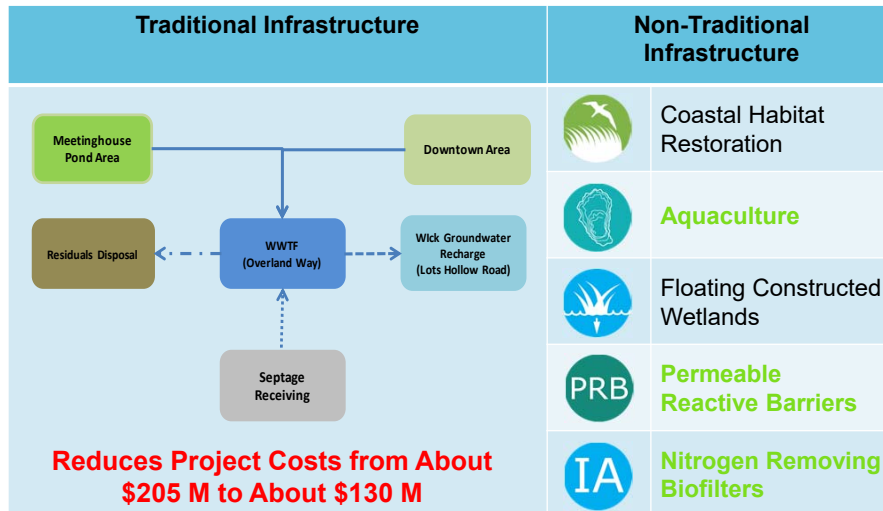 Traditional Infrastructure
Non-Traditional
Infrastructure
Meetinghouse
Pond Area
Downtown Area
Residuals Disposal
WWTF
(Overland Way)
WIck Groundwater
Recharge
(Lots Hollow Road)
Septage
Receiving
Reduces Project Costs from About
$205 M to About $130 M
Coastal Habitat
Restoration
Aquaculture
Floating Constructed
Wetlands
PRB
Permeable
Reactive Barriers
IA
Nitrogen Removing
Biofilters